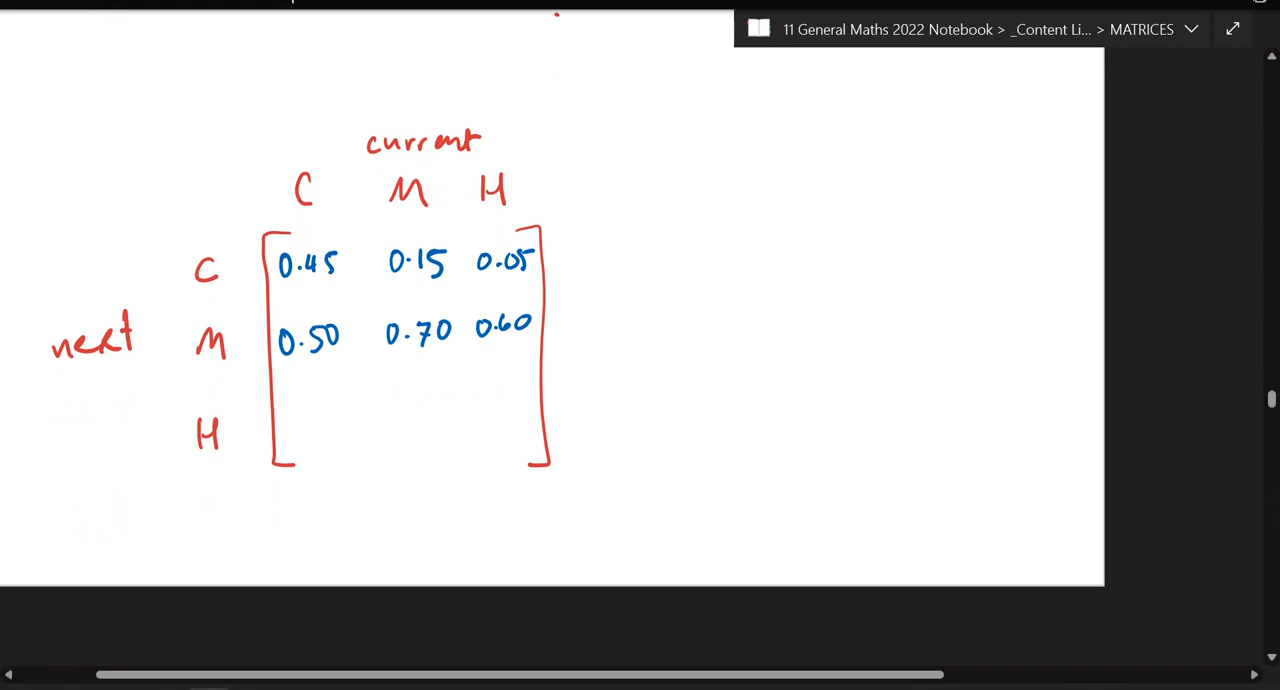 11 General Maths 2022 Notebook > _Content Li... > MATRICES
current
C M H
C 0.45 0.15 0.05
next M 0.50 0.70 0.60
H